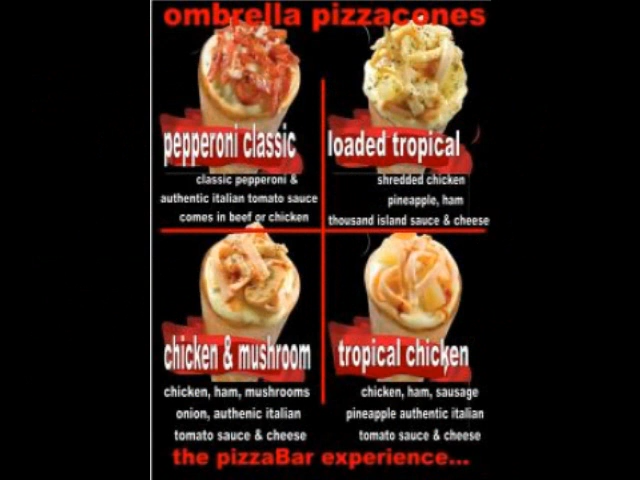 ombrella pizzacones
pepperoni classic
classic pepperoni &
authentic italian tomato sauce
comes in beef or chicken
loaded tropical
shredded chicken
pineapple, ham
thousand island sauce & cheese
chicken & mushroom
chicken, ham, mushrooms
onion, authenic italian
tomato sauce & cheese
tropical chicken
chicken, ham, sausage
pineapple authentic italian
tomato sauce & cheese
the pizzaBar experience...